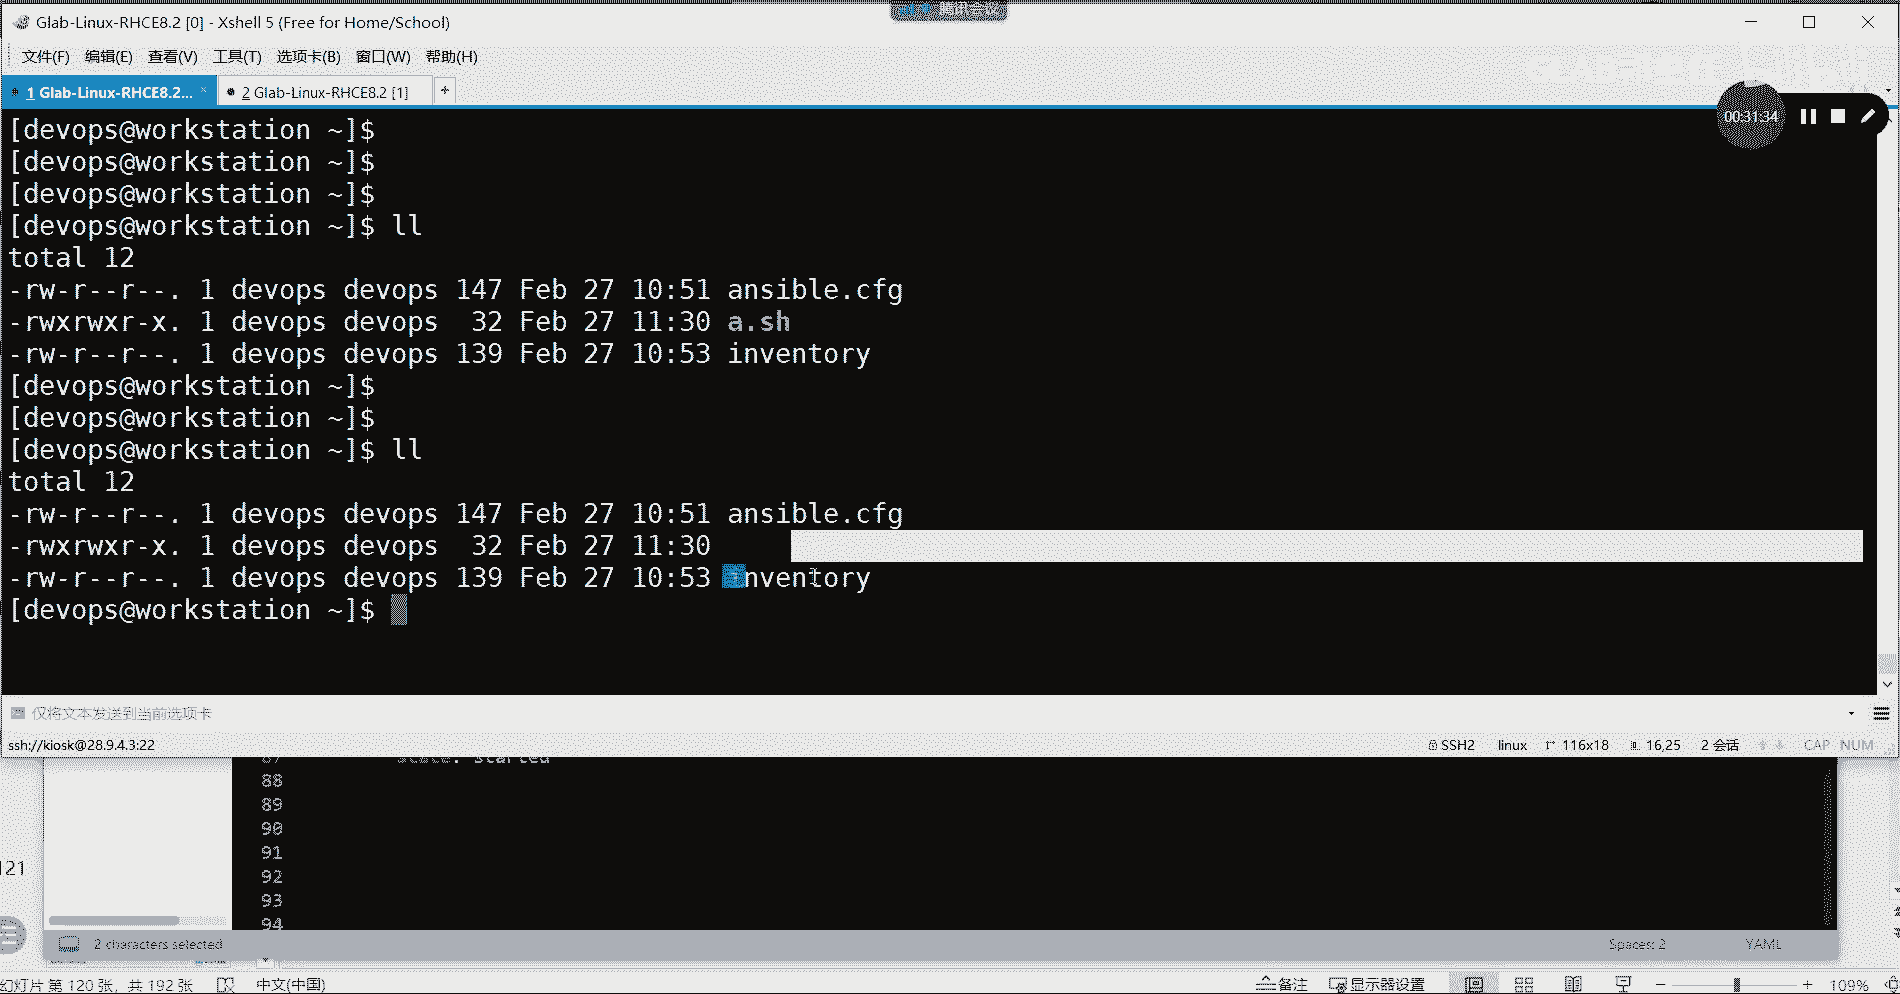 腾讯会议
Glab-Linux-RHCE8.2 [0] - Xshell 5 (Free for Home/School)
文件(F) 编辑(E) 查看(V) 工具(T) 选项卡(B) 窗口(W) 帮助(H)
1 Glab-Linux-RHCE8.2... × 2 Glab-Linux-RHCE8.2 [1] +
00:31:34
[devops@workstation ~]$
[devops@workstation ~]$
[devops@workstation ~]$
[devops@workstation ~]$ ll
total 12
-rw-r--r--. 1 devops devops 147 Feb 27 10:51 ansible.cfg
-rwxrwxr-x. 1 devops devops  32 Feb 27 11:30 a.sh
-rw-r--r--. 1 devops devops 139 Feb 27 10:53 inventory
[devops@workstation ~]$
[devops@workstation ~]$
[devops@workstation ~]$ ll
total 12
-rw-r--r--. 1 devops devops 147 Feb 27 10:51 ansible.cfg
-rwxrwxr-x. 1 devops devops  32 Feb 27 11:30
-rw-r--r--. 1 devops devops 139 Feb 27 10:53 inventory
[devops@workstation ~]$
仅将文本发送到当前选项卡
ssh://kiosk@28.9.4.3:22 SSH2 linux 116x18 16,25 2 会话 CAP NUM
87 state: started
88
89
90
91
92
93
94
121
2 characters selected Spaces: 2 YAML
幻灯片 第 120 张，共 192 张 中文(中国) 备注 显示器设置 109%